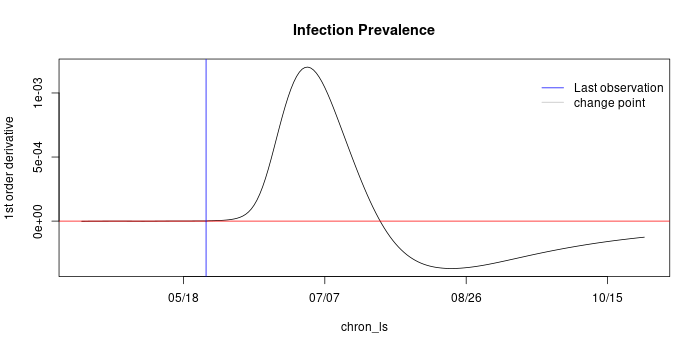 Infection Prevalence
1st order derivative
1e-03
5e-04
0e+00
Last observation
change point
05/18
07/07
08/26
10/15
chron_ls